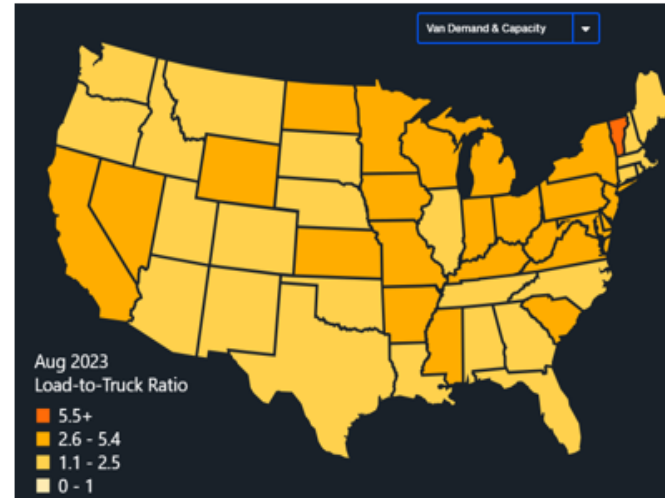 Van Demand & Capacity
Aug 2023
Load-to-Truck Ratio
5.5+
2.6 - 5.4
1.1 - 2.5
0 - 1